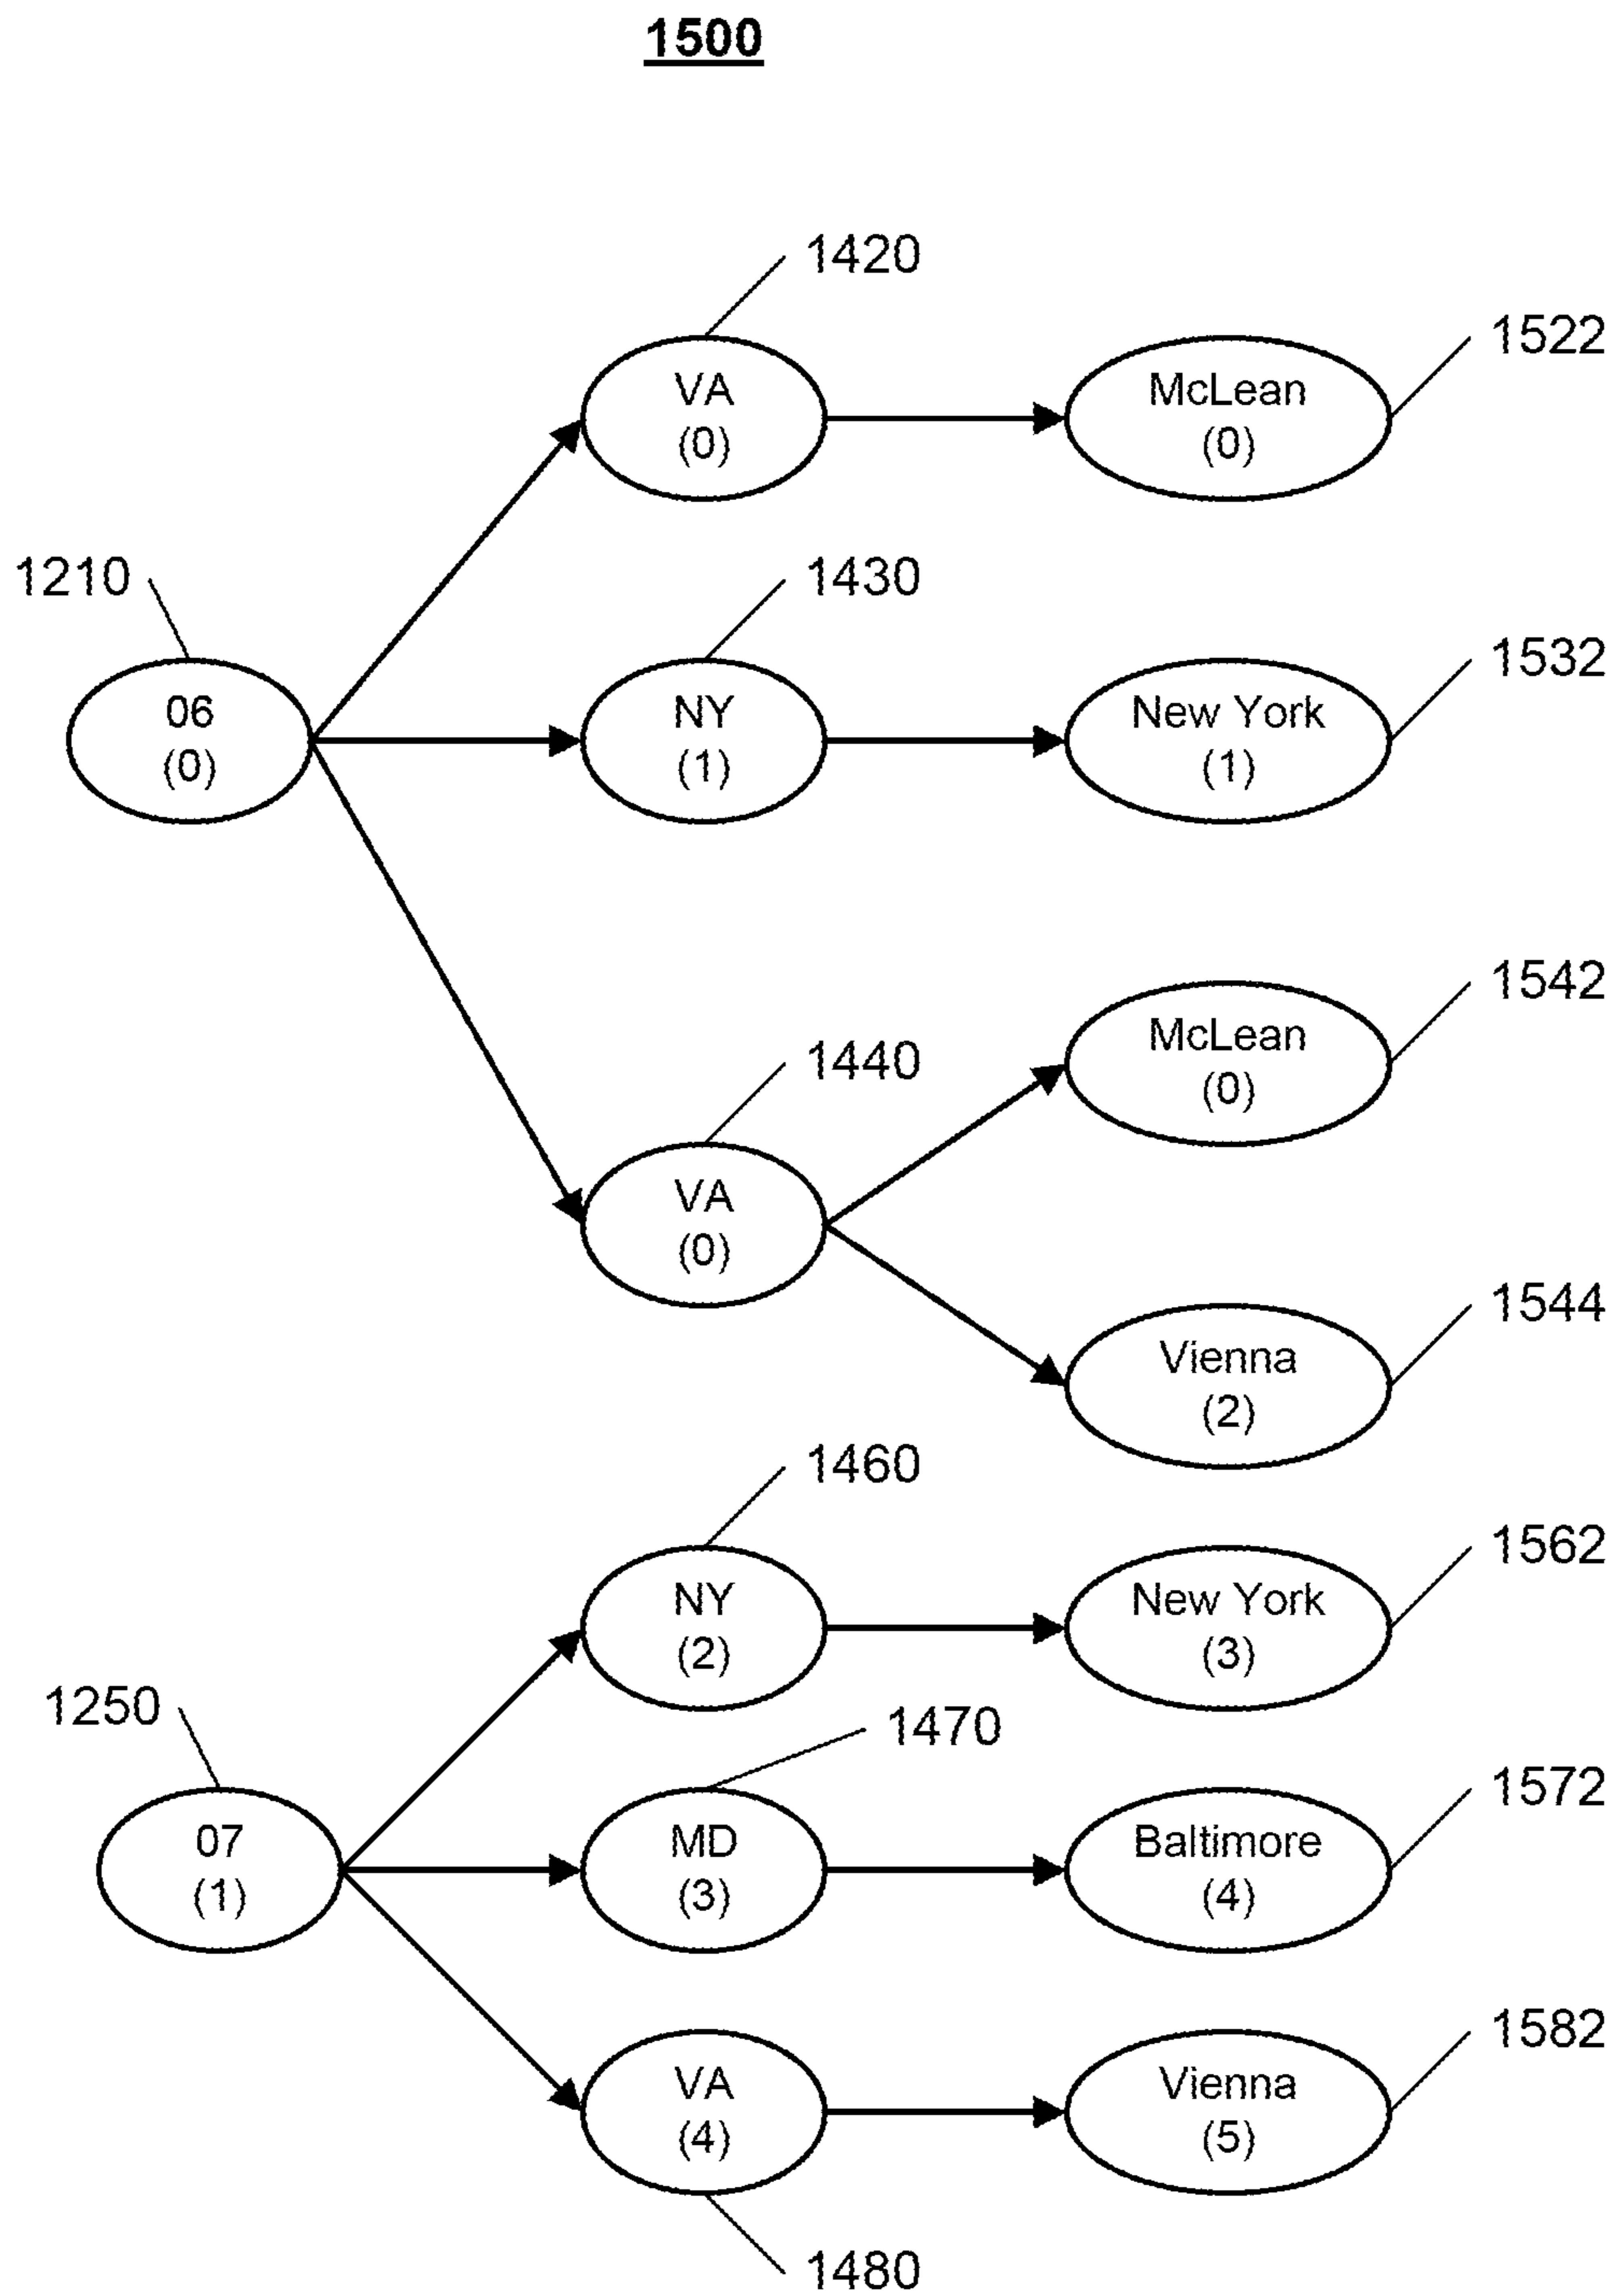 1500
1420
VA
(0)
1522
McLean
(0)
1210
06
(0)
1430
NY
(1)
1532
New York
(1)
1440
VA
(0)
1542
McLean
(0)
1544
Vienna
(2)
1460
NY
(2)
1562
New York
(3)
1250
07
(1)
1470
MD
(3)
1572
Baltimore
(4)
VA
(4)
1480
1582
Vienna
(5)